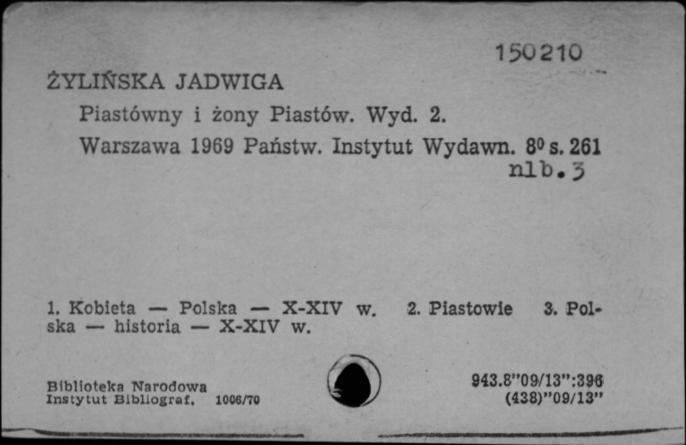 150210
ŻYLIŃSKA JADWIGA
Piastówny i żony Piastów. Wyd. 2.
Warszawa 1969 Państw. Instytut Wydawn. 8⁰ s. 261
nlb. 3
1. Kobieta — Polska — X-XIV w. 2. Piastowie 3. Pol-
ska — historia — X-XIV w.
Biblioteka Narodowa
Instytut Bibliograf. 1006/70
943.8"09/13":396
(438)"09/13"